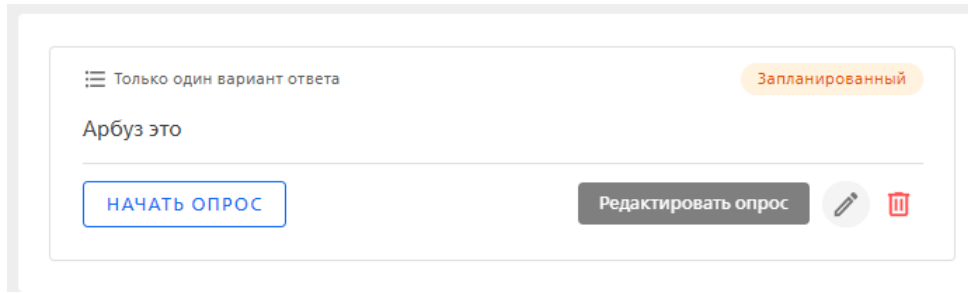 Только один вариант ответа
Запланированный
Арбуз это
НАЧАТЬ ОПРОС
Редактировать опрос